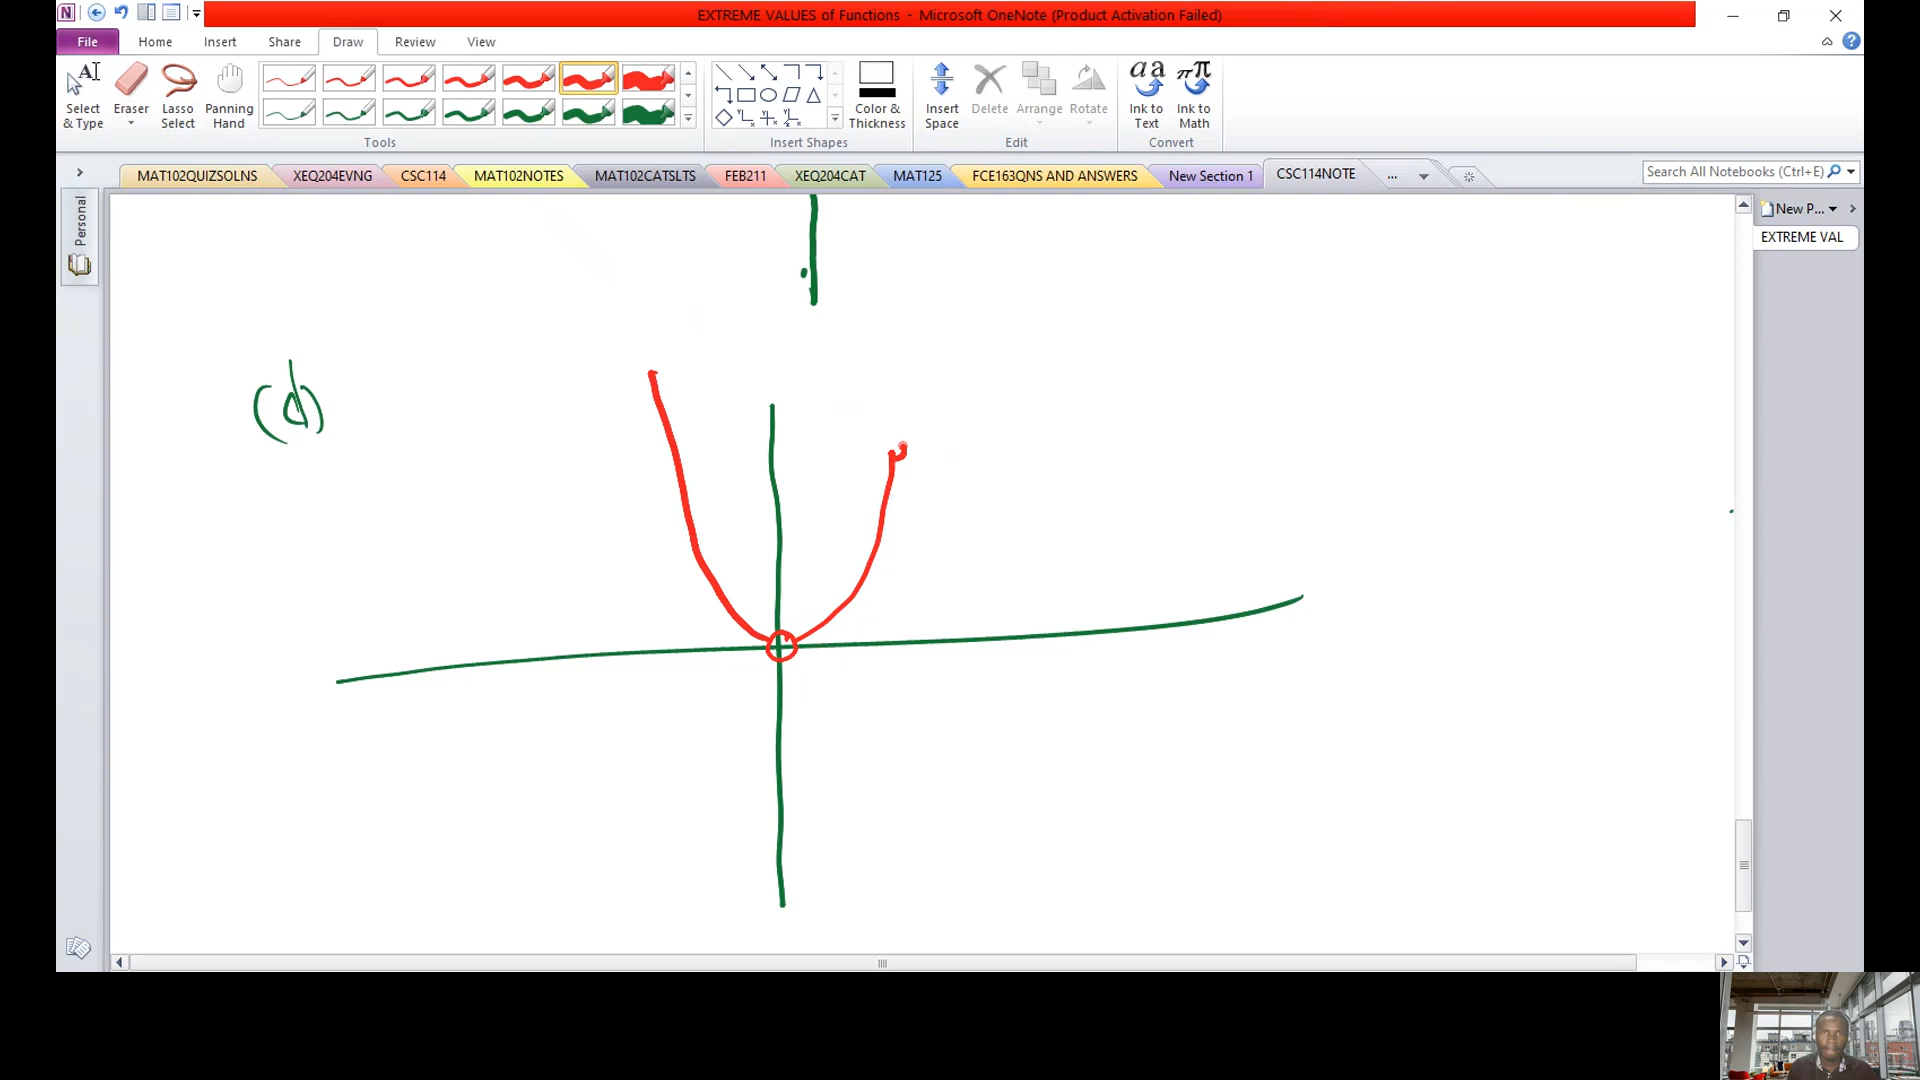 EXTREME VALUES of Functions - Microsoft OneNote (Product Activation Failed)
File Home Insert Share Draw Review View
Select & Type
Eraser
Lasso Select
Panning Hand
Color & Thickness
Insert Space
Delete
Arrange
Rotate
Ink to Text
Ink to Math
Tools
Insert Shapes
Edit
Convert
MAT102QUIZSOLNS XEQ204EVNG CSC114 MAT102NOTES MAT102CATSLTS FEB211 XEQ204CAT MAT125 FCE163QNS AND ANSWERS New Section 1 CSC114NOTE ...
Search All Notebooks (Ctrl+E)
Personal
New P...
EXTREME VAL
(d)